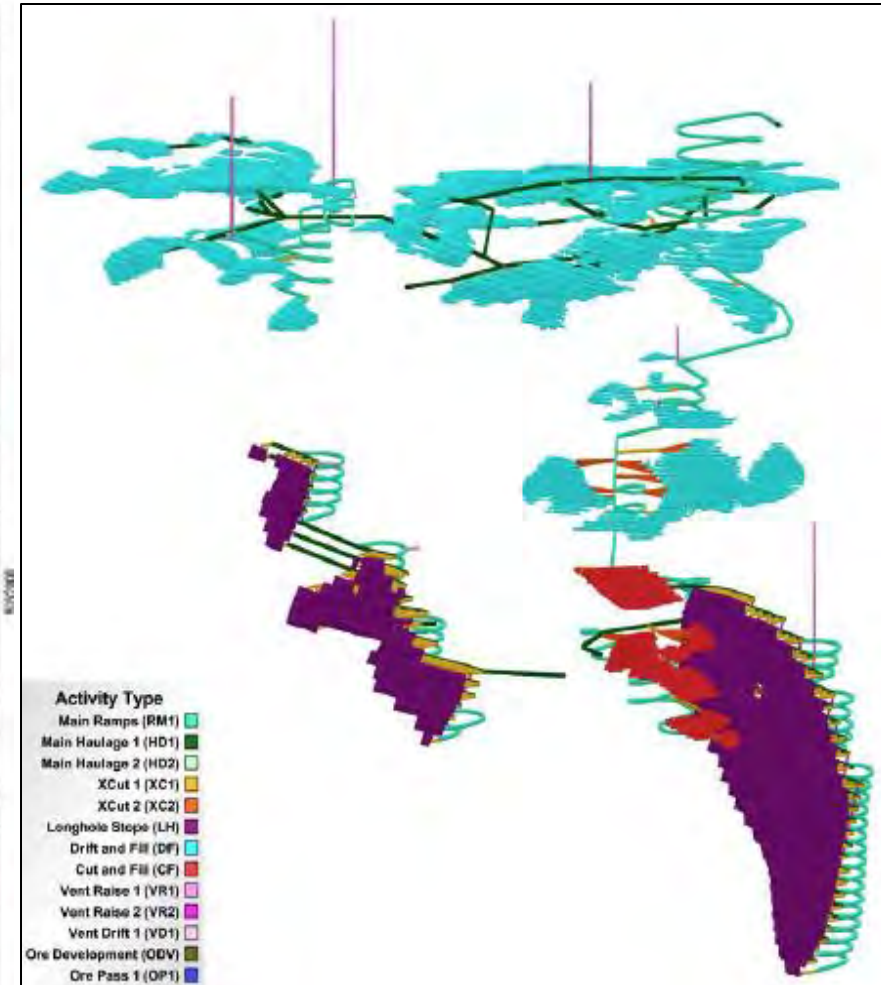 Activity Type
Main Ramps (RM1)
Main Haulage 1 (HD1)
Main Haulage 2 (HD2)
XCut 1 (XC1)
XCut 2 (XC2)
Longhole Stope (LH)
Drift and Fill (DF)
Cut and Fill (CF)
Vent Raise 1 (VR1)
Vent Raise 2 (VR2)
Vent Drift 1 (VD1)
Ore Development (ODV)
Ore Pass 1 (OP1)